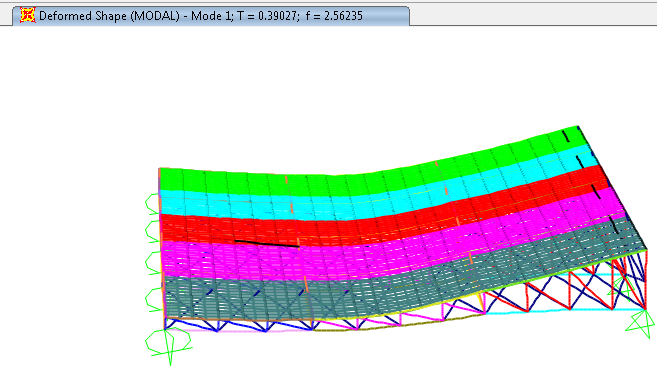 Deformed Shape (MODAL) - Mode 1; T = 0.39027; f = 2.56235